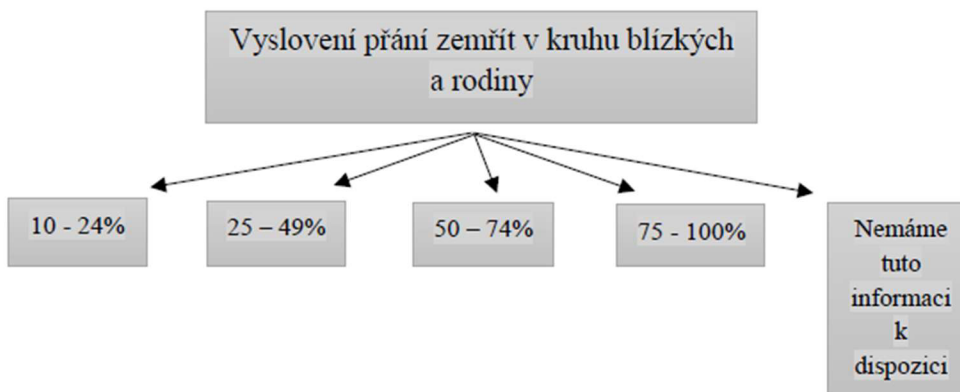 Vyslovení přání zemřít v kruhu blízkých
a rodiny
10 - 24%
25 – 49%
50 – 74%
75 - 100%
Nemáme
tuto
informaci
k
dispozici